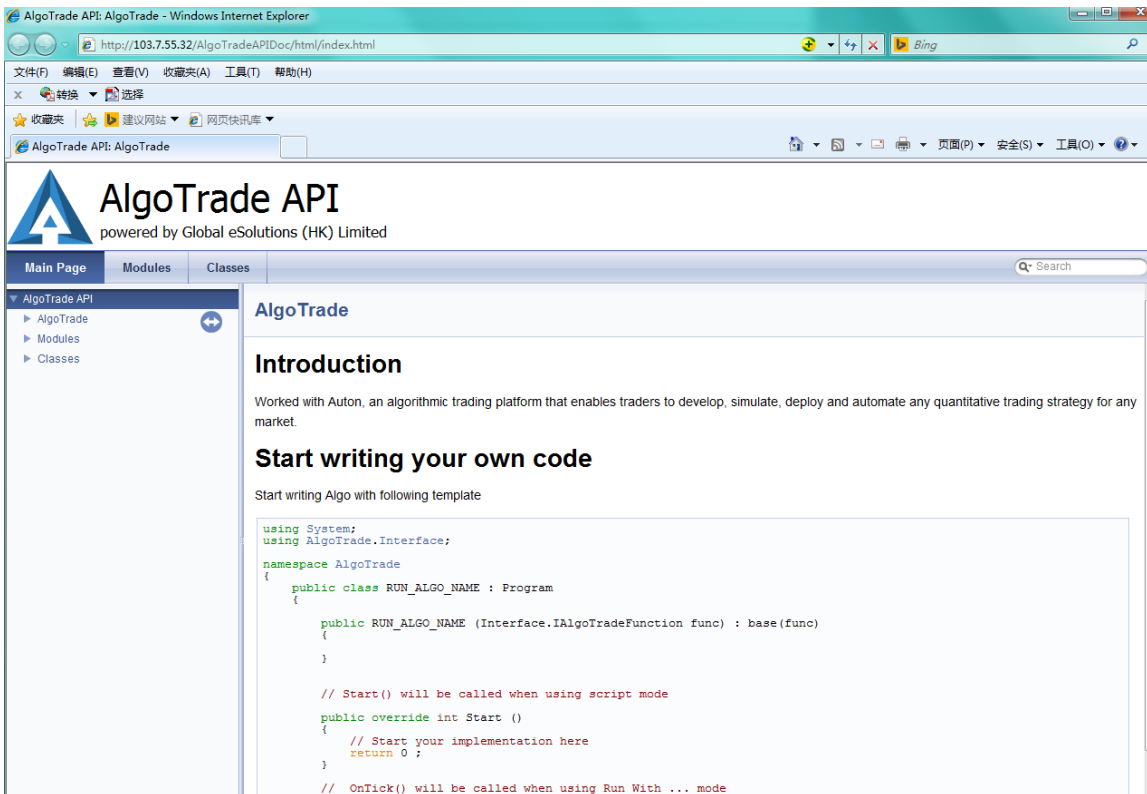 AlgoTrade API: AlgoTrade - Windows Internet Explorer
http://103.7.55.32/AlgoTradeAPIDoc/html/index.html
Bing
文件(F) 编辑(E) 查看(V) 收藏夹(A) 工具(T) 帮助(H)
x 转换 选择
收藏夹 建议网站 网页快讯库
AlgoTrade API: AlgoTrade
页面(P) 安全(S) 工具(O)
AlgoTrade API
powered by Global eSolutions (HK) Limited
Main Page Modules Classes
Search
AlgoTrade API
AlgoTrade
Modules
Classes
AlgoTrade
Introduction
Worked with Auton, an algorithmic trading platform that enables traders to develop, simulate, deploy and automate any quantitative trading strategy for any
market.
Start writing your own code
Start writing Algo with following template
using System;
using AlgoTrade.Interface;
namespace AlgoTrade
{
public class RUN_ALGO_NAME : Program
{
public RUN_ALGO_NAME (Interface.IAlgoTradeFunction func) : base(func)
{
}
// Start() will be called when using script mode
public override int Start ()
{
// Start your implementation here
return 0 ;
}
// OnTick() will be called when using Run With ... mode